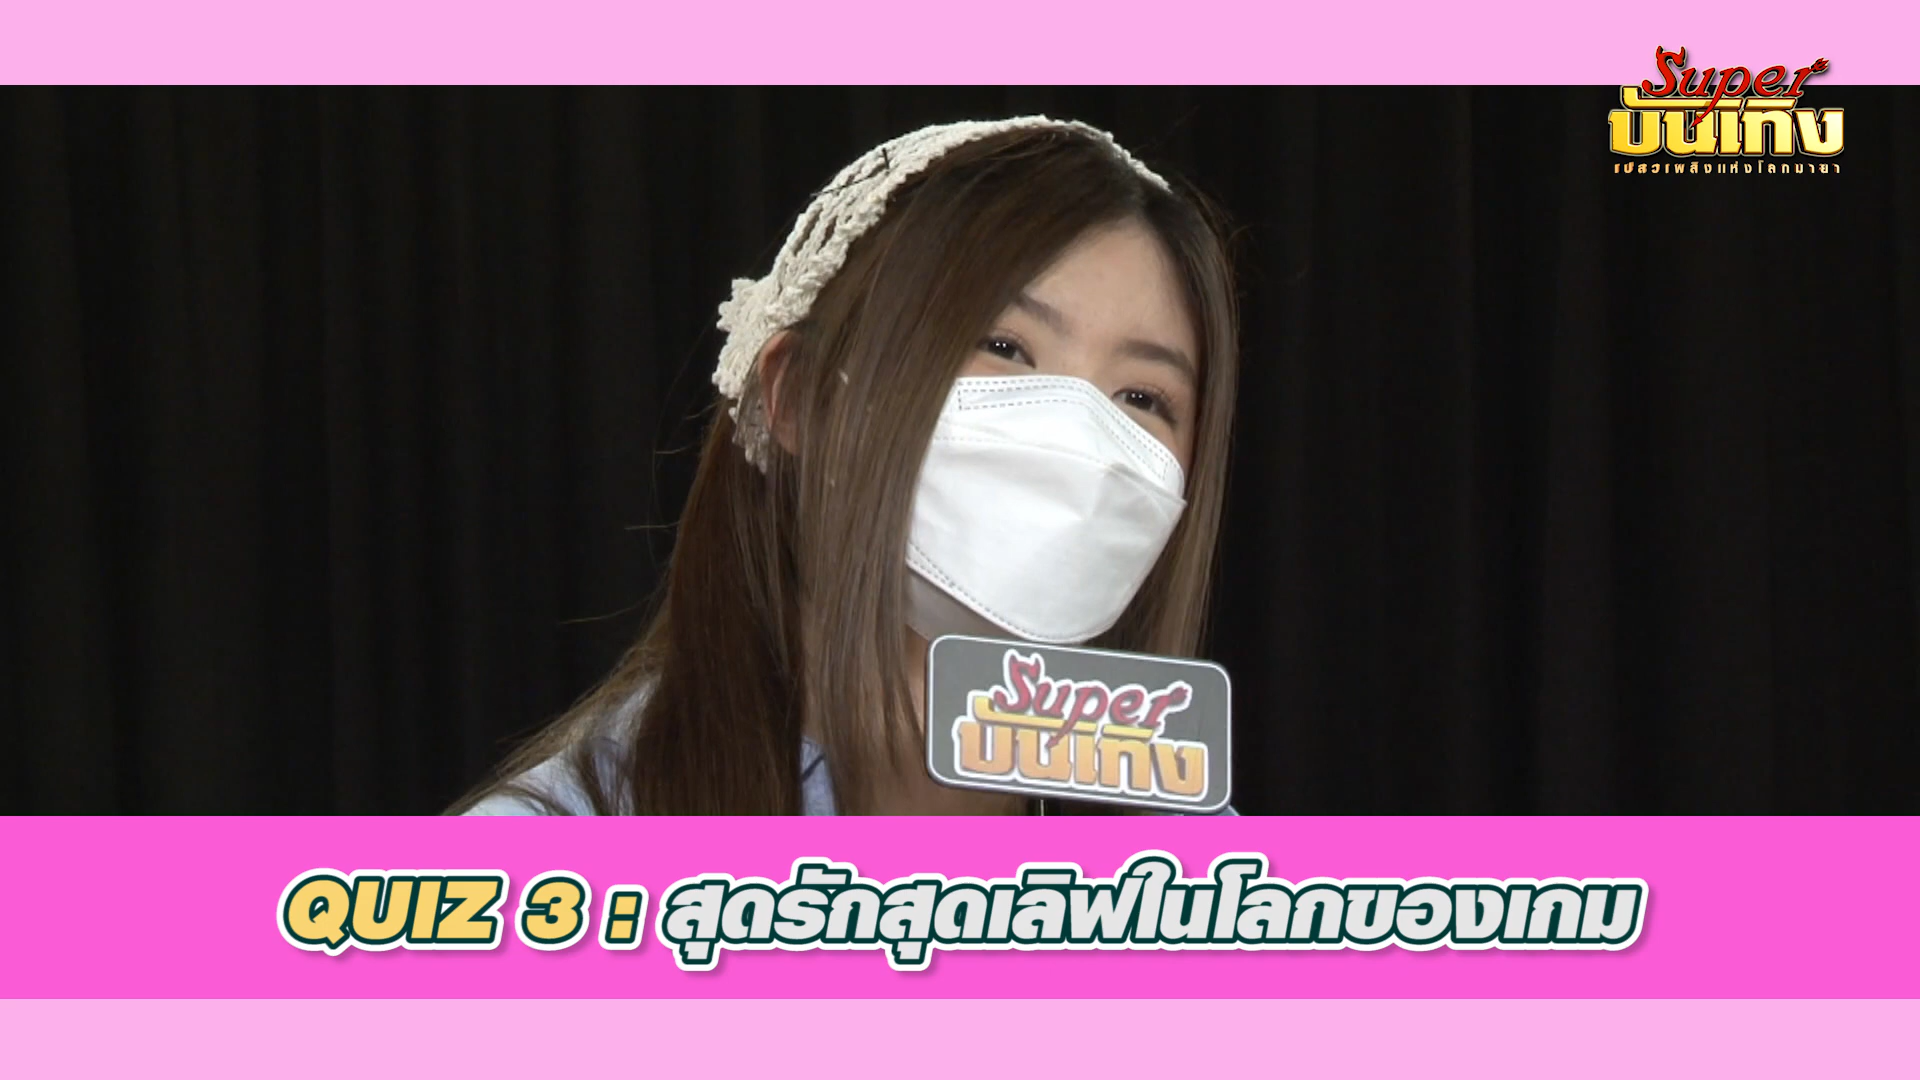 Super
บันเทิง
เปลวเพลิงแห่งโลกมายา
Super
บันเทิง
QUIZ 3 : สุดรักสุดเลิฟในโลกของเกม